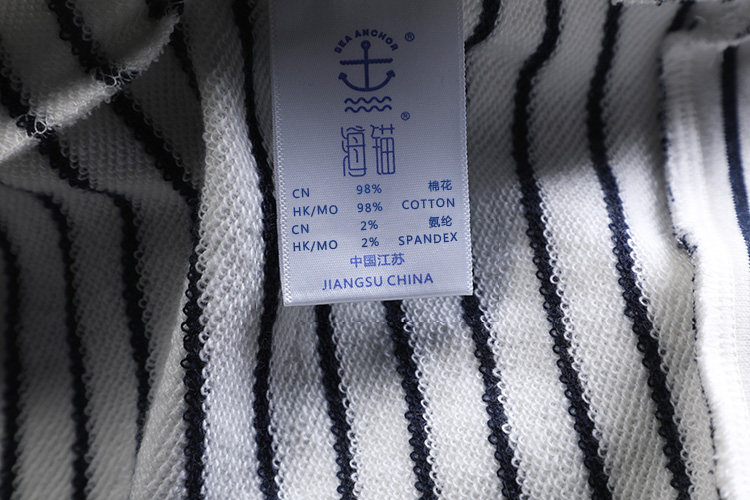 SEA ANCHOR ®
海锚 ®
CN 98% 棉花
HK/MO 98% COTTON
CN 2% 氨纶
HK/MO 2% SPANDEX
中国江苏
JIANGSU CHINA